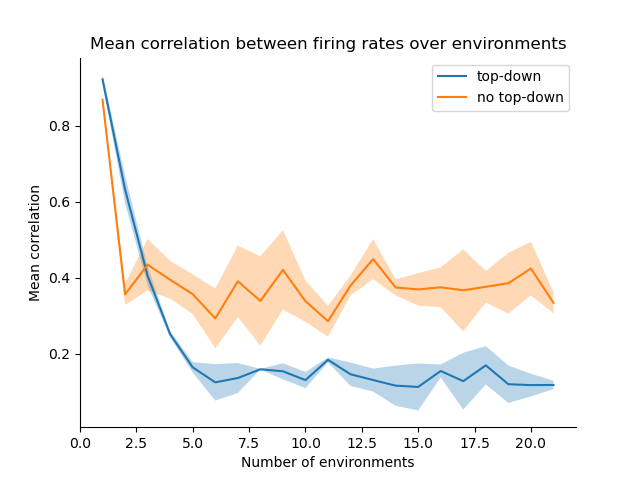 Mean correlation between firing rates over environments
top-down
no top-down
Mean correlation
0.8
0.6
0.4
0.2
0.0
2.5
5.0
7.5
10.0
12.5
15.0
17.5
20.0
Number of environments